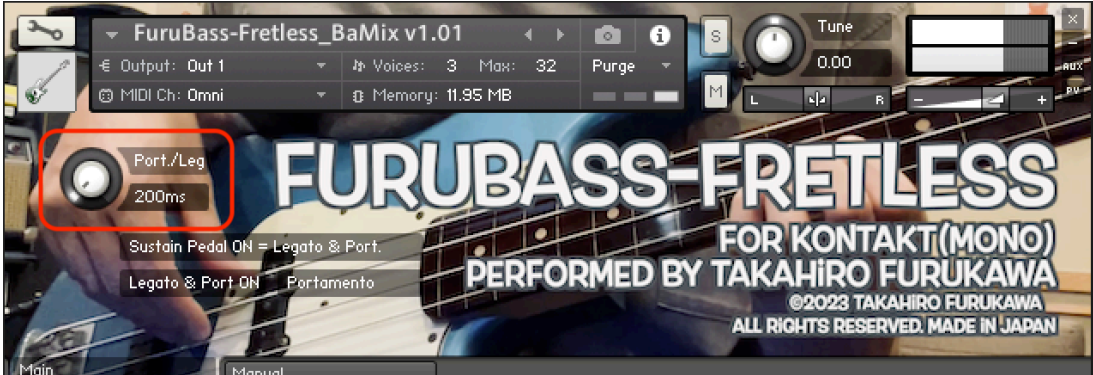 FuruBass-Fretless_BaMix v1.01
Output: Out 1
Voices: 3 Max: 32
Purge
MIDI Ch: Omni
Memory: 11.95 MB
S
M
Tune
0.00
L R
- +
×
-
AUX
PV
Port./Leg
200ms
Sustain Pedal ON = Legato & Port.
Legato & Port ON Portamento
FURUBASS-FRETLESS
FOR KONTAKT(MONO)
PERFORMED BY TAKAHiRO FURUKAWA
©2023 TAKAHiRO FURUKAWA
ALL RiGHTS RESERVED. MADE iN JAPAN
Main
Manual